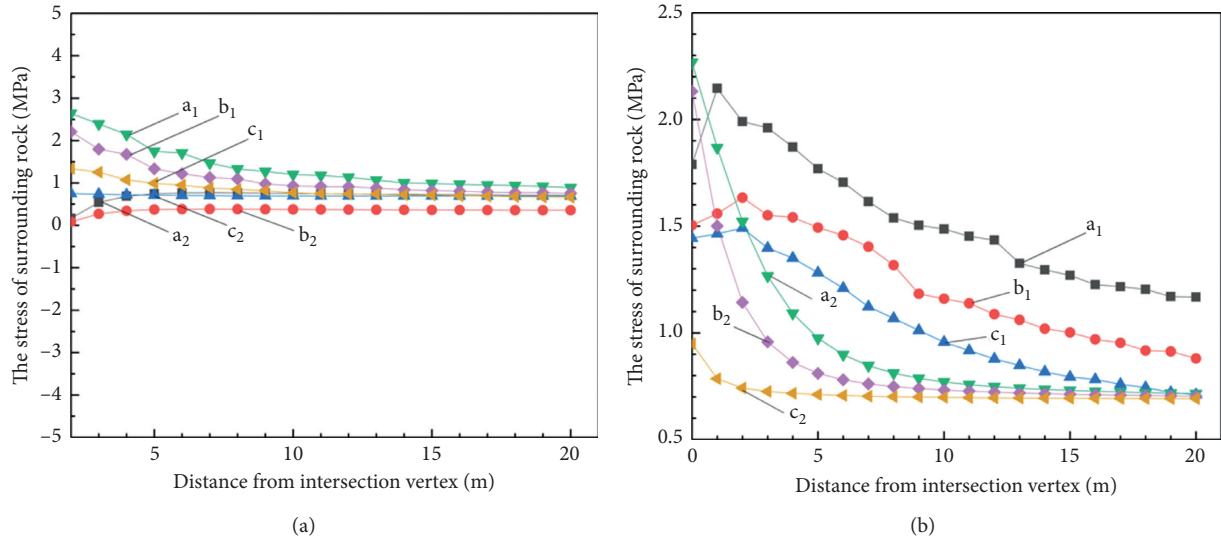 5
4
3
2
1
0
−1
−2
−3
−4
−5
The stress of surrounding rock (MPa)
a1
b1
c1
a2
c2
b2
5
10
15
20
Distance from intersection vertex (m)
(a)
2.5
2.0
1.5
1.0
0.5
The stress of surrounding rock (MPa)
a1
a2
b1
b2
c1
c2
0
5
10
15
20
Distance from intersection vertex (m)
(b)